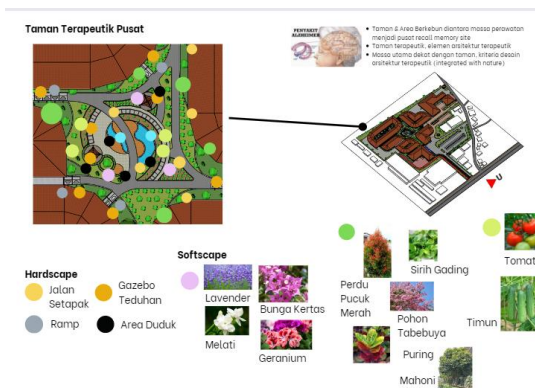 Taman Terapeutik Pusat
PENYAKIT
ALZHEIMER
• Taman & Area Berkebun diantara massa perawatan
menjadi pusat recall memory site
• Taman terapeutik, elemen arsitektur terapeutik
• Massa utama dekat dengan taman, kriteria desain
arsitektur terapeutik (integrated with nature)
U
Hardscape
Jalan
Setapak
Gazebo
Teduhan
Ramp
Area Duduk
Softscape
Lavender
Bunga Kertas
Melati
Geranium
Perdu
Pucuk
Merah
Sirih Gading
Pohon
Tabebuya
Puring
Mahoni
Tomat
Timun